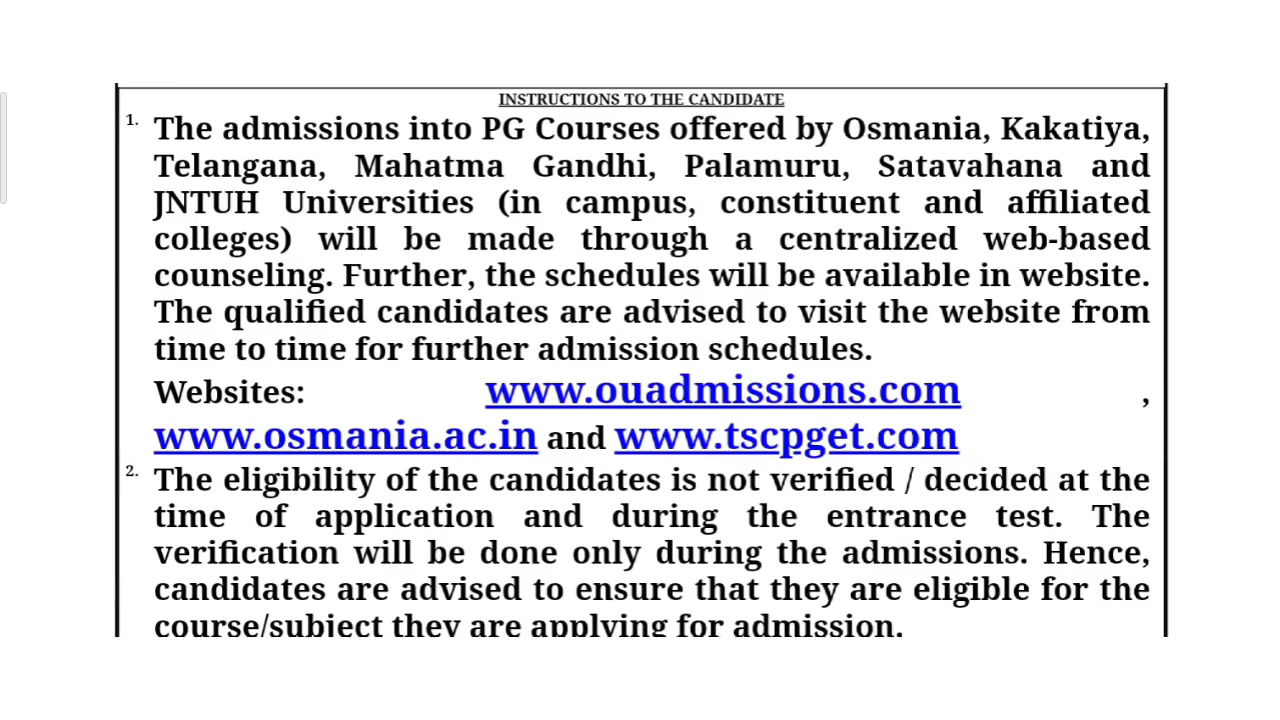 INSTRUCTIONS TO THE CANDIDATE
1. The admissions into PG Courses offered by Osmania, Kakatiya,
Telangana, Mahatma Gandhi, Palamuru, Satavahana and
JNTUH Universities (in campus, constituent and affiliated
colleges) will be made through a centralized web-based
counseling. Further, the schedules will be available in website.
The qualified candidates are advised to visit the website from
time to time for further admission schedules.
Websites: www.ouadmissions.com ,
www.osmania.ac.in and www.tscpget.com
2. The eligibility of the candidates is not verified / decided at the
time of application and during the entrance test. The
verification will be done only during the admissions. Hence,
candidates are advised to ensure that they are eligible for the
course/subject they are applying for admission.